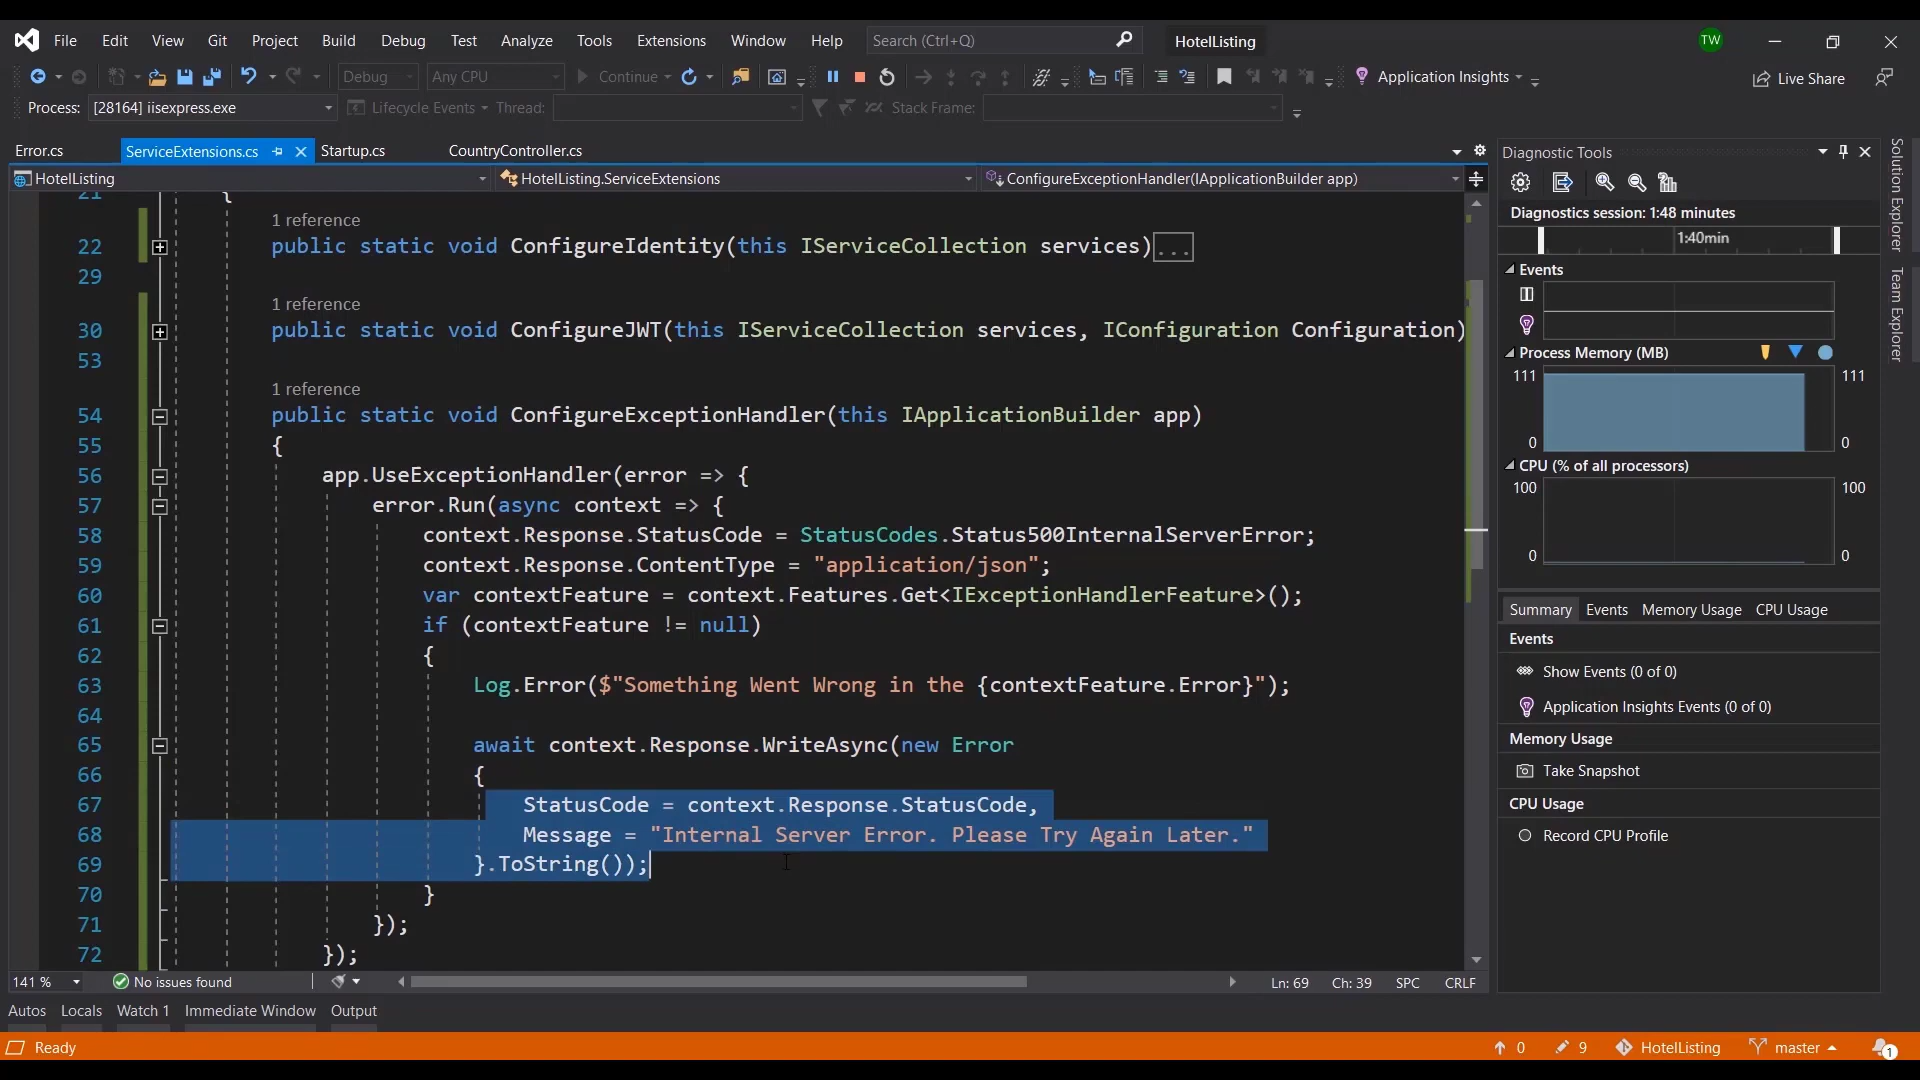 File Edit View Git Project Build Debug Test Analyze Tools Extensions Window Help Search (Ctrl+Q) HotelListing TW
Debug Any CPU Continue Application Insights Live Share
Process: [28164] iisexpress.exe Lifecycle Events Thread: Stack Frame:
Error.cs ServiceExtensions.cs Startup.cs CountryController.cs
HotelListing HotelListing.ServiceExtensions ConfigureExceptionHandler(IApplicationBuilder app)
21 {
1 reference
22 public static void ConfigureIdentity(this IServiceCollection services)...
29
1 reference
30 public static void ConfigureJWT(this IServiceCollection services, IConfiguration Configuration)
53
1 reference
54 public static void ConfigureExceptionHandler(this IApplicationBuilder app)
55 {
56 app.UseExceptionHandler(error => {
57 error.Run(async context => {
58 context.Response.StatusCode = StatusCodes.Status500InternalServerError;
59 context.Response.ContentType = "application/json";
60 var contextFeature = context.Features.Get<IExceptionHandlerFeature>();
61 if (contextFeature != null)
62 {
63 Log.Error($"Something Went Wrong in the {contextFeature.Error}");
64
65 await context.Response.WriteAsync(new Error
66 {
67 StatusCode = context.Response.StatusCode,
68 Message = "Internal Server Error. Please Try Again Later."
69 }.ToString());
70 }
71 });
72 });
141 % No issues found Ln: 69 Ch: 39 SPC CRLF
Autos Locals Watch 1 Immediate Window Output
Ready 0 9 HotelListing master 1
Diagnostic Tools
Diagnostics session: 1:48 minutes
1:40min
Events
Process Memory (MB)
111 111
0 0
CPU (% of all processors)
100 100
0 0
Summary Events Memory Usage CPU Usage
Events
Show Events (0 of 0)
Application Insights Events (0 of 0)
Memory Usage
Take Snapshot
CPU Usage
Record CPU Profile
Solution Explorer
Team Explorer